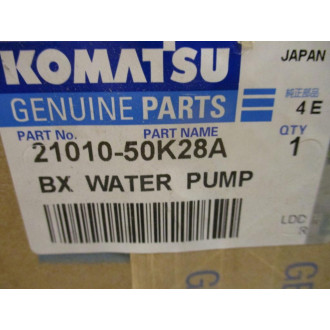 KOMATSU
JAPAN
GENUINE PARTS
純正部品
4 E
PART No. PART NAME QTY
21010-50K28A 1
BX WATER PUMP